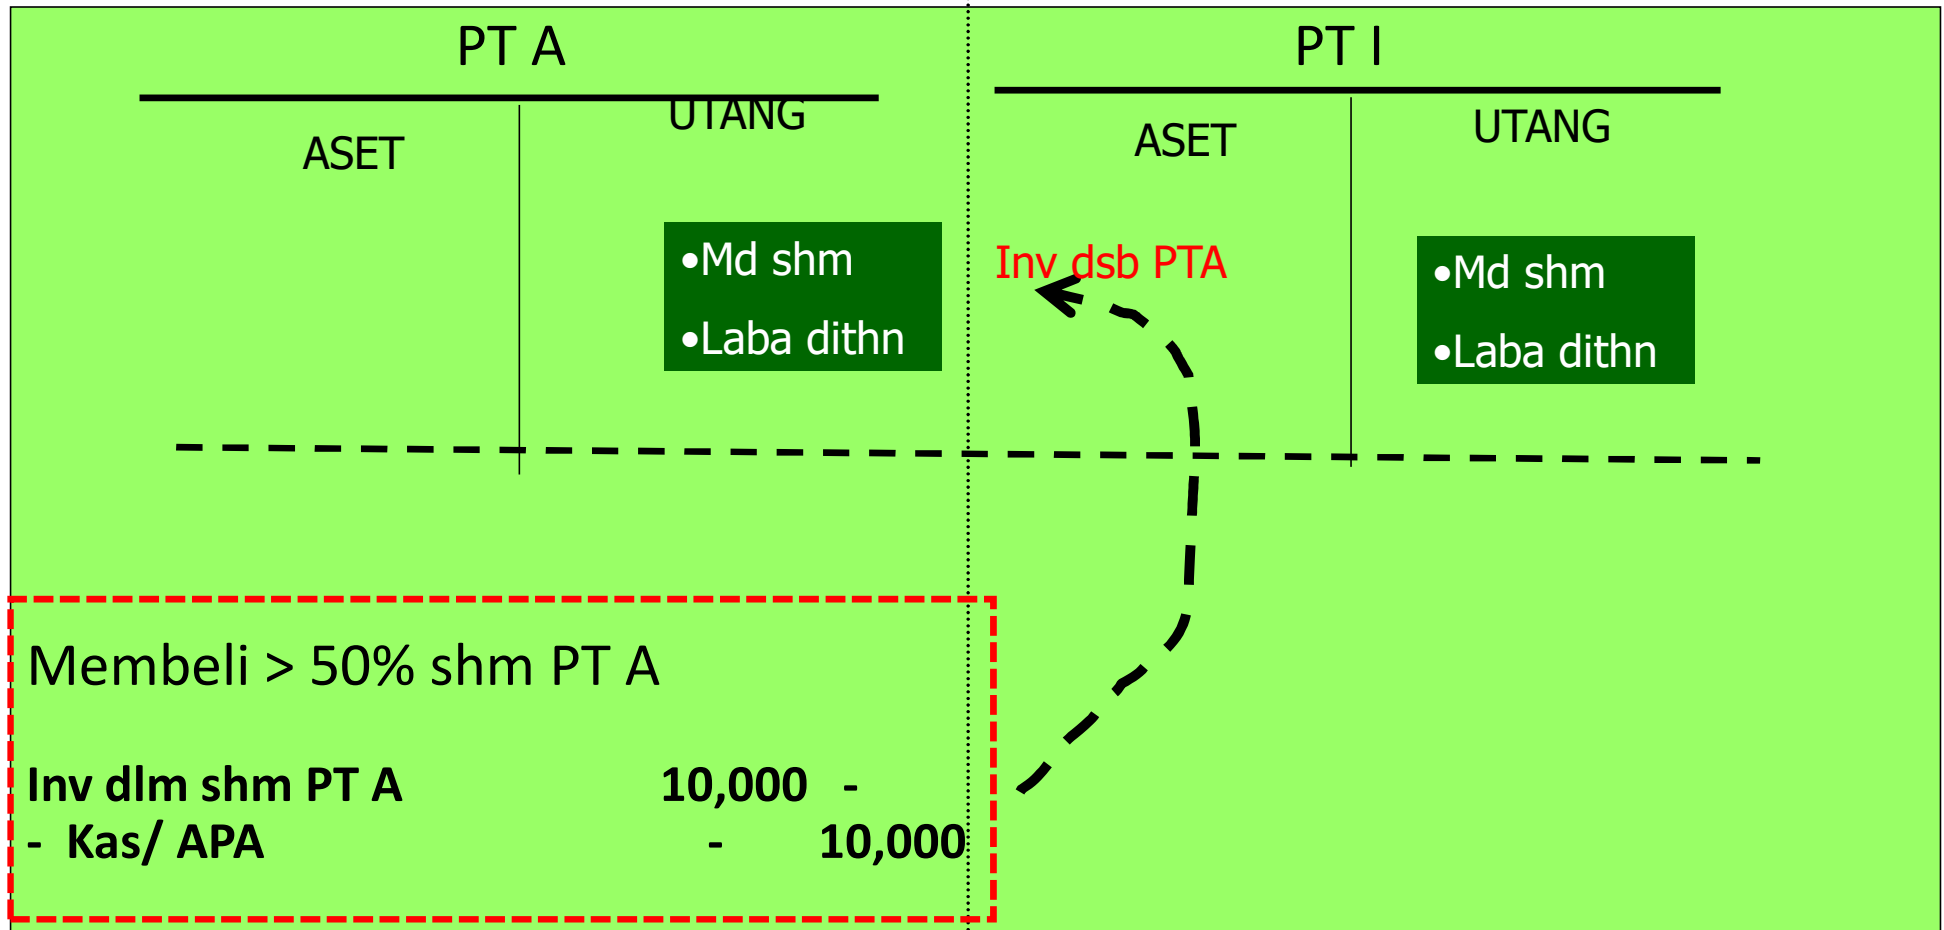 PT A
UTANG
ASET
•Md shm
•Laba dithn
PT I
ASET
UTANG
Inv dsb PTA
•Md shm
•Laba dithn
Membeli > 50% shm PT A
Inv dlm shm PT A 10,000 -
- Kas/ APA - 10,000